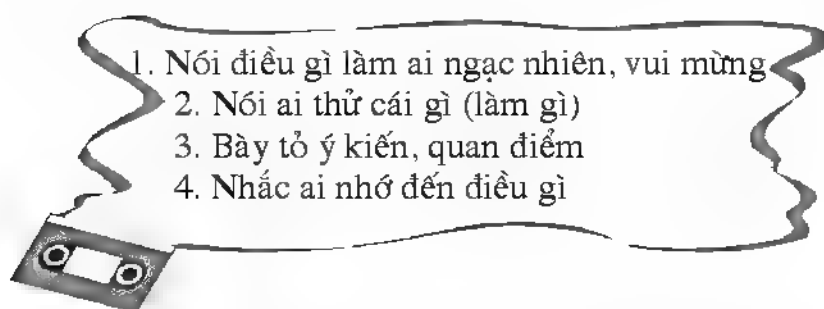 1. Nói điều gì làm ai ngạc nhiên, vui mừng
2. Nói ai thử cái gì (làm gì)
3. Bày tỏ ý kiến, quan điểm
4. Nhắc ai nhớ đến điều gì